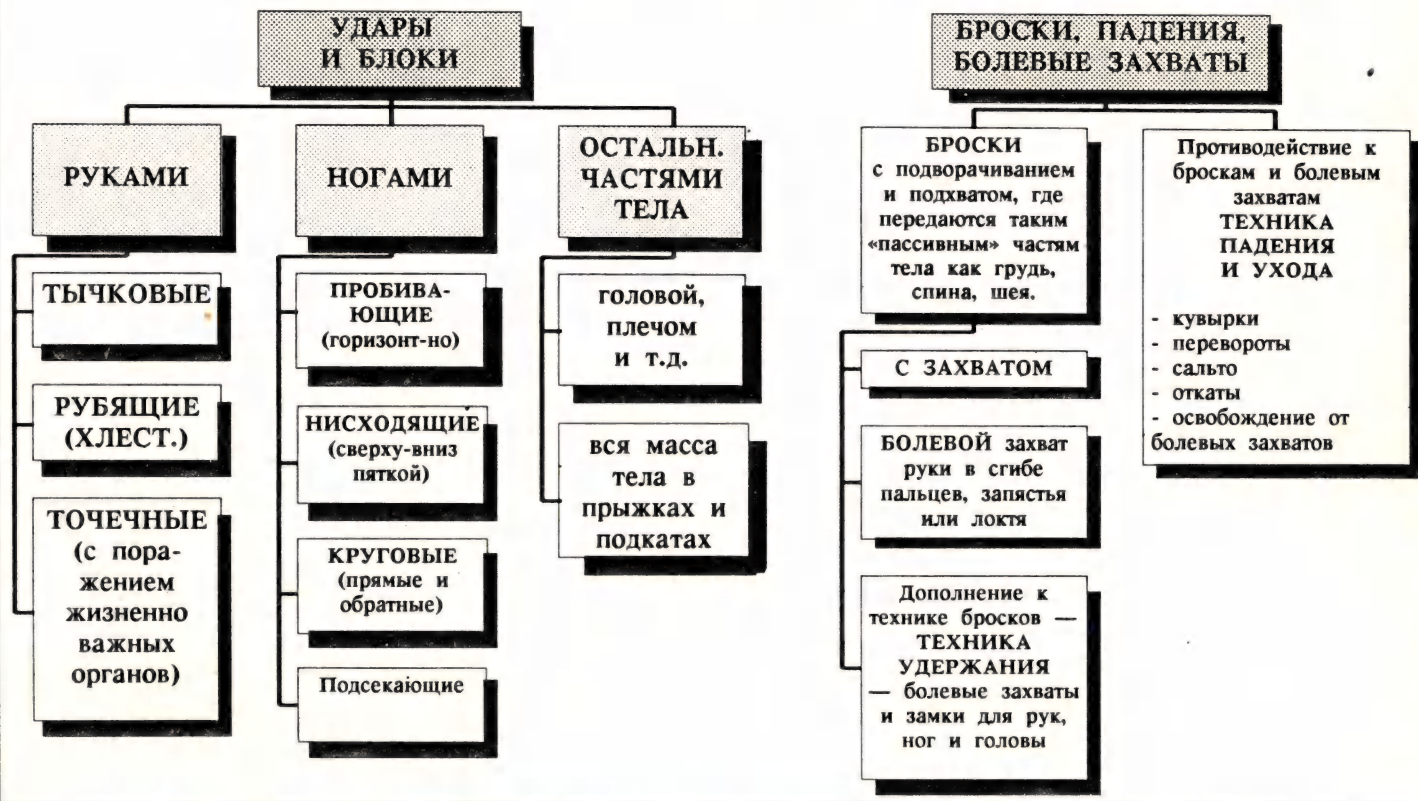 УДАРЫ
И БЛОКИ
РУКАМИ
ТЫЧКОВЫЕ
РУБЯЩИЕ
(ХЛЕСТ.)
ТОЧЕЧНЫЕ
(с пора-
жением
жизненно
важных
органов)
НОГАМИ
ПРОБИВА-
ЮЩИЕ
(горизонт-но)
НИСХОДЯЩИЕ
(сверху-вниз
пяткой)
КРУГОВЫЕ
(прямые и
обратные)
Подсекающие
ОСТАЛЬН.
ЧАСТЯМИ
ТЕЛА
головой,
плечом
и т.д.
вся масса
тела в
прыжках и
подкатах
БРОСКИ, ПАДЕНИЯ,
БОЛЕВЫЕ ЗАХВАТЫ
БРОСКИ
с подворачиванием
и подхватом, где
передаются таким
«пассивным» частям
тела как грудь,
спина, шея.
С ЗАХВАТОМ
БОЛЕВОЙ захват
руки в сгибе
пальцев, запястья
или локтя
Дополнение к
технике бросков —
ТЕХНИКА
УДЕРЖАНИЯ
— болевые захваты
и замки для рук,
ног и головы
Противодействие к
броскам и болевым
захватам
ТЕХНИКА
ПАДЕНИЯ
И УХОДА
- кувырки
- перевороты
- сальто
- откаты
- освобождение от
болевых захватов